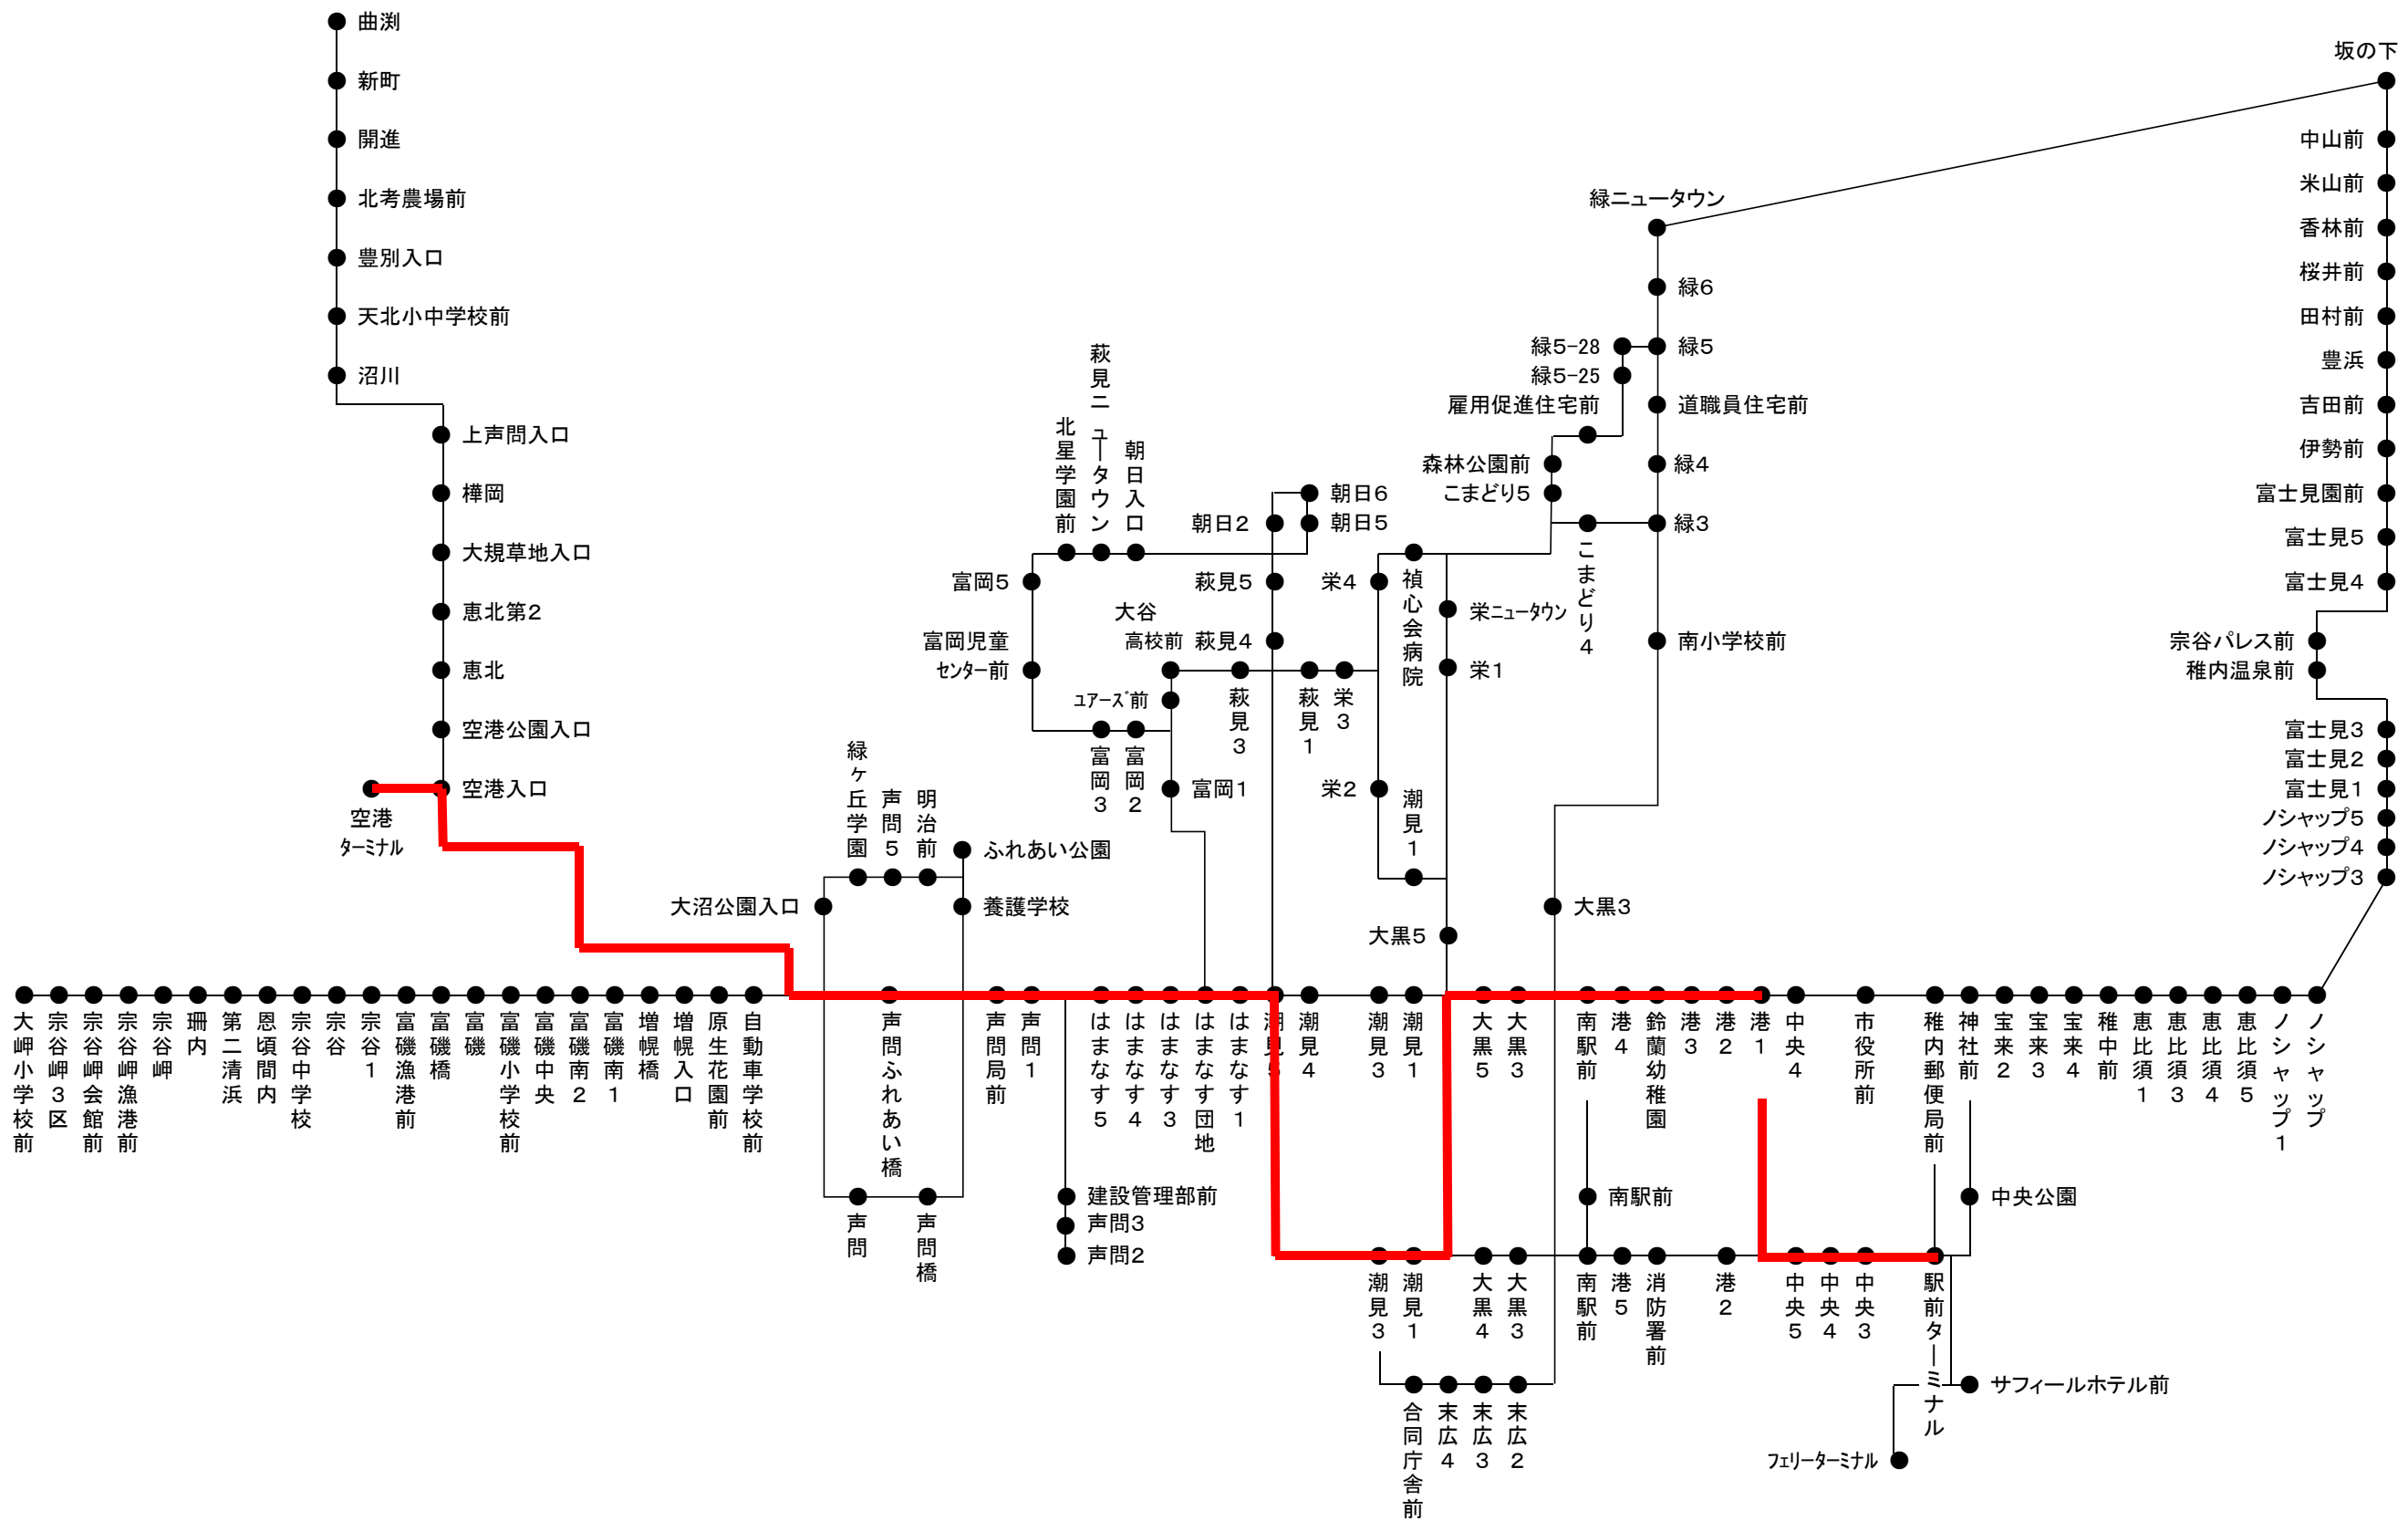 曲渕
新町
開進
北考農場前
豊別入口
天北小中学校前
沼川
上声問入口
樺岡
大規草地入口
恵北第2
恵北
空港公園入口
空港入口
空港
ターミナル
坂の下
中山前
米山前
香林前
桜井前
田村前
豊浜
吉田前
伊勢前
富士見園前
富士見5
富士見4
宗谷パレス前
稚内温泉前
富士見3
富士見2
富士見1
ノシャップ5
ノシャップ4
ノシャップ3
緑ニュータウン
緑6
緑5-28
緑5
緑5-25
雇用促進住宅前
道職員住宅前
森林公園前
緑4
こまどり5
緑3
こまどり4
南小学校前
北星学園前
萩見ニュータウン
朝日入口
朝日6
朝日2
朝日5
富岡5
萩見5
栄4
禎心会病院
栄ニュータウン
大谷
高校前
萩見4
富岡児童
センター前
栄1
ユアーズ前
萩見3
萩見1
栄3
富岡3
富岡2
富岡1
栄2
潮見1
緑ヶ丘学園
声問5
明治前
ふれあい公園
大沼公園入口
養護学校
大黒3
大黒5
大岬小学校前
宗谷岬3区
宗谷岬会館前
宗谷岬漁港前
宗谷岬
珊内
第二清浜
恩頃間内
宗谷中学校
宗谷
宗谷1
富磯漁港前
富磯橋
富磯
富磯小学校前
富磯中央
富磯南2
富磯南1
増幌橋
増幌入口
原生花園前
自動車学校前
声問ふれあい橋
声問局前
声問1
はまなす5
はまなす4
はまなす3
はまなす団地
はまなす1
潮見5
潮見4
潮見3
潮見1
大黒5
大黒3
南駅前
港4
鈴蘭幼稚園
港3
港2
港1
中央4
市役所前
稚内郵便局前
神社前
宝来2
宝来3
宝来4
稚中前
恵比須1
恵比須3
恵比須4
恵比須5
ノシャップ1
ノシャップ
声問
声問橋
建設管理部前
声問3
声問2
南駅前
中央公園
潮見3
潮見1
大黒4
大黒3
南駅前
港5
消防署前
港2
中央5
中央4
中央3
駅前ターミナル
合同庁舎前
末広4
末広3
末広2
サフィールホテル前
フェリーターミナル